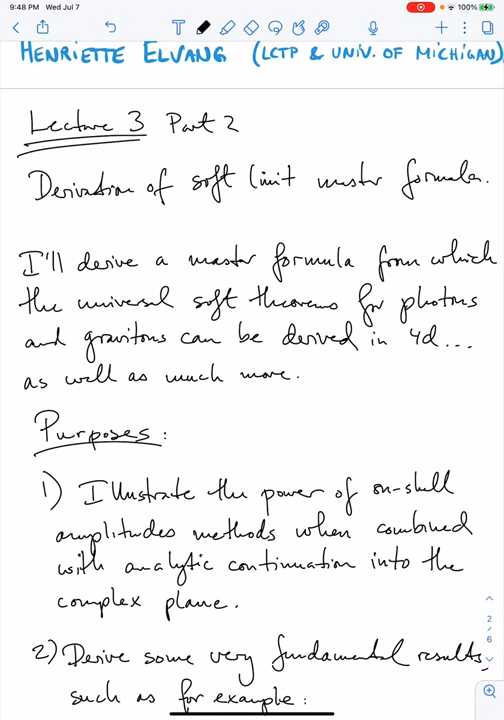 9:48 PM Wed Jul 7
100%
HENRIETTE ELVANG (LCTP & UNIV. OF MICHIGAN)
Lecture 3 Part 2
Derivation of soft limit master formula.
I'll derive a master formula from which
the universal soft theorems for photons
and gravitons can be derived in 4d...
as well as much more.
Purposes:
1) Illustrate the power of on-shell
amplitudes methods when combined
with analytic continuation into the
complex plane.
2) Derive some very fundamental results,
such as for example:
2
/
6